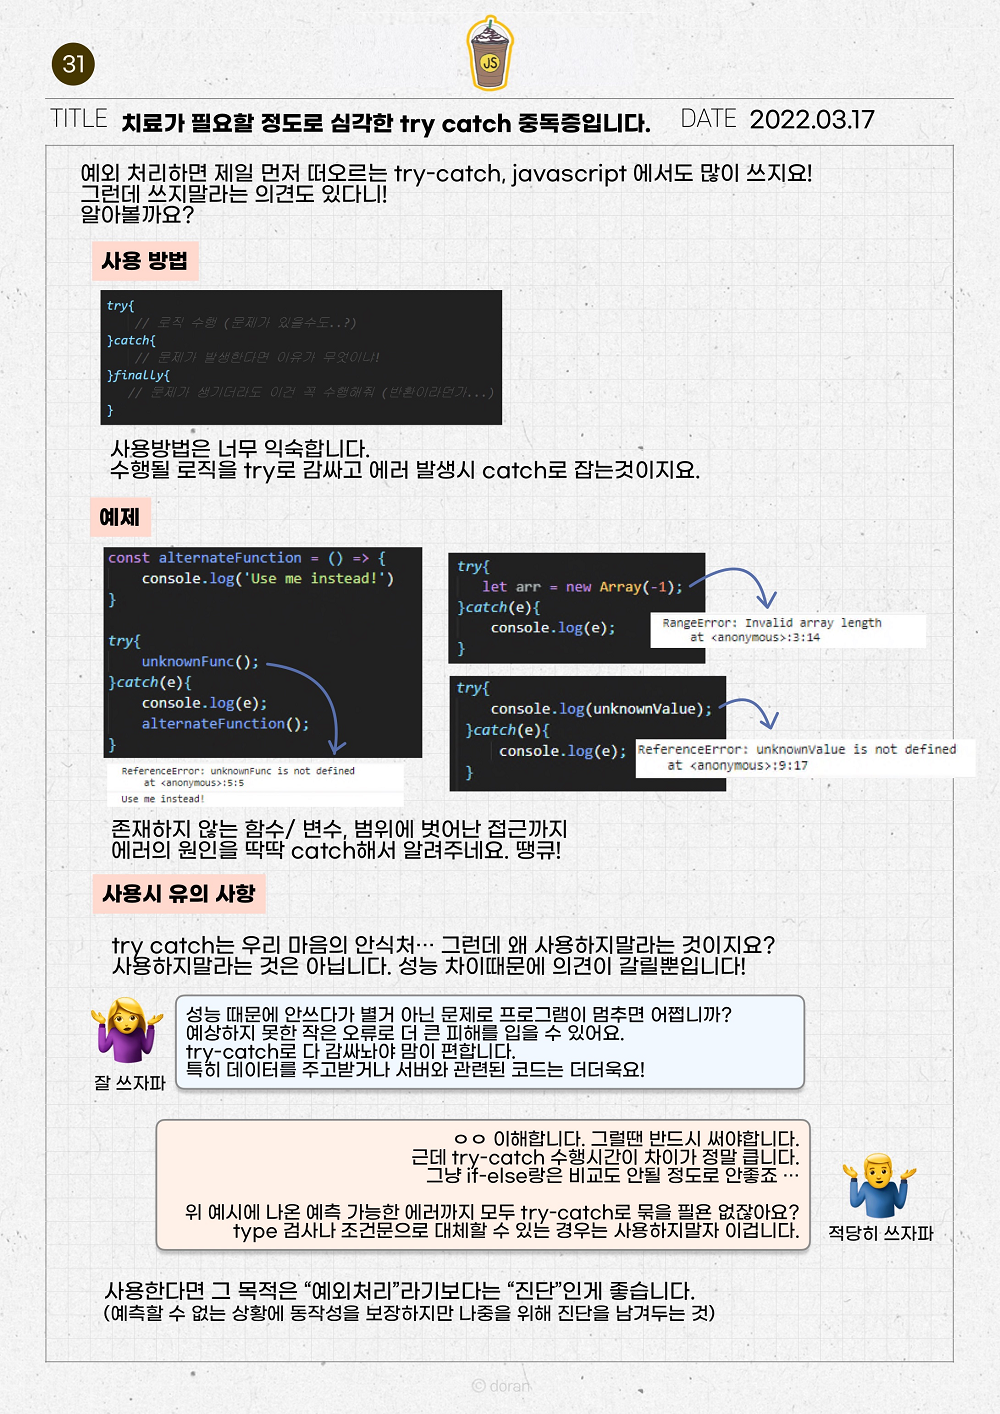 31
JS
TITLE 치료가 필요할 정도로 심각한 try catch 중독증입니다. DATE 2022.03.17
예외 처리하면 제일 먼저 떠오르는 try-catch, javascript 에서도 많이 쓰지요!
그런데 쓰지말라는 의견도 있다니!
알아볼까요?
사용 방법
try{
// 로직 수행 (문제가 있을수도..?)
}catch{
// 문제가 발생한다면 이유가 무엇이냐!
}finally{
// 문제가 생기더라도 이건 꼭 수행해줘 (반환이라던가...)
}
사용방법은 너무 익숙합니다.
수행될 로직을 try로 감싸고 에러 발생시 catch로 잡는것이지요.
예제
const alternateFunction = () => {
console.log('Use me instead!')
}
try{
unknownFunc();
}catch(e){
console.log(e);
alternateFunction();
}
ReferenceError: unknownFunc is not defined
at <anonymous>:5:5
Use me instead!
try{
let arr = new Array(-1);
}catch(e){
console.log(e);
}
RangeError: Invalid array length
at <anonymous>:3:14
try{
console.log(unknownValue);
}catch(e){
console.log(e);
}
ReferenceError: unknownValue is not defined
at <anonymous>:9:17
존재하지 않는 함수/ 변수, 범위에 벗어난 접근까지
에러의 원인을 딱딱 catch해서 알려주네요. 땡큐!
사용시 유의 사항
try catch는 우리 마음의 안식처… 그런데 왜 사용하지말라는 것이지요?
사용하지말라는 것은 아닙니다. 성능 차이때문에 의견이 갈릴뿐입니다!
성능 때문에 안쓰다가 별거 아닌 문제로 프로그램이 멈추면 어쩝니까?
예상하지 못한 작은 오류로 더 큰 피해를 입을 수 있어요.
try-catch로 다 감싸놔야 맘이 편합니다.
특히 데이터를 주고받거나 서버와 관련된 코드는 더더욱요!
잘 쓰자파
ㅇㅇ 이해합니다. 그럴땐 반드시 써야합니다.
근데 try-catch 수행시간이 차이가 정말 큽니다.
그냥 if-else랑은 비교도 안될 정도로 안좋죠 …
위 예시에 나온 예측 가능한 에러까지 모두 try-catch로 묶을 필욘 없잖아요?
type 검사나 조건문으로 대체할 수 있는 경우는 사용하지말자 이겁니다.
적당히 쓰자파
사용한다면 그 목적은 “예외처리”라기보다는 “진단”인게 좋습니다.
(예측할 수 없는 상황에 동작성을 보장하지만 나중을 위해 진단을 남겨두는 것)
© doran